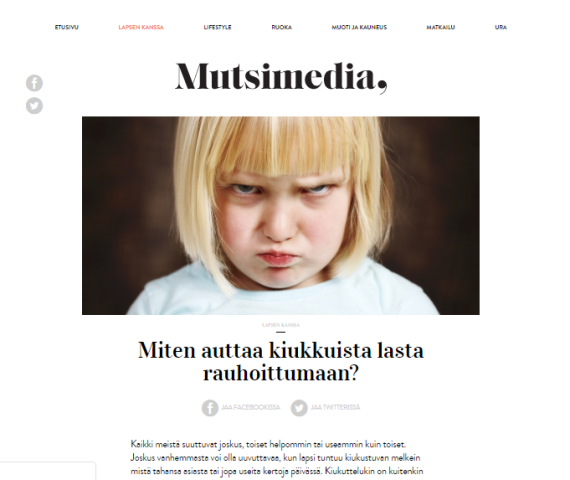 ETUSIVU LAPSEN KANSSA LIFESTYLE RUOKA MUOTI JA KAUNEUS MATKAILU URA
Mutsimedia,
LAPSEN KANSSA
Miten auttaa kiukkuista lasta
rauhoittumaan?
JAA FACEBOOKISSA JAA TWITTERISSÄ
Kaikki meistä suuttuvat joskus, toiset helpommin tai useammin kuin toiset.
Joskus vanhemmasta voi olla uuvuttavaa, kun lapsi tuntuu kiukustuvan melkein
mistä tahansa asiasta tai jopa useita kertoja päivässä. Kiukuttelukin on kuitenkin